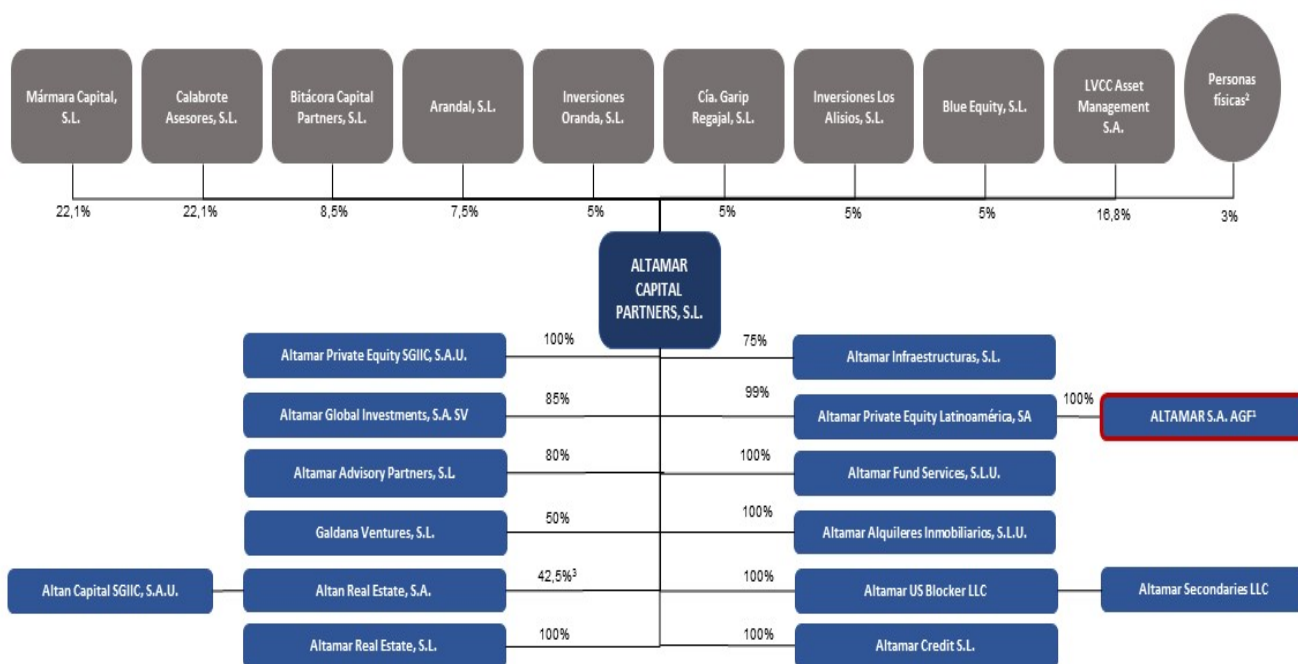 Mármara Capital,
S.L.
Calabrote
Asesores, S.L.
Bitácora Capital
Partners, S.L.
Arandal, S.L.
Inversiones
Oranda, S.L.
Cía. Garip
Regajal, S.L.
Inversiones Los
Alisios, S.L.
Blue Equity, S.L.
LVCC Asset
Management
S.A.
Personas
físicas²
22,1%
22,1%
8,5%
7,5%
5%
5%
5%
5%
16,8%
3%
ALTAMAR
CAPITAL
PARTNERS, S.L.
Altamar Private Equity SGIIC, S.A.U.
100%
75%
Altamar Infraestructuras, S.L.
Altamar Global Investments, S.A. SV
85%
99%
Altamar Private Equity Latinoamérica, SA
100%
ALTAMAR S.A. AGF¹
Altamar Advisory Partners, S.L.
80%
100%
Altamar Fund Services, S.L.U.
Galdana Ventures, S.L.
50%
100%
Altamar Alquileres Inmobiliarios, S.L.U.
Altan Capital SGIIC, S.A.U.
Altan Real Estate, S.A.
42,5%³
100%
Altamar US Blocker LLC
Altamar Secondaries LLC
Altamar Real Estate, S.L.
100%
100%
Altamar Credit S.L.